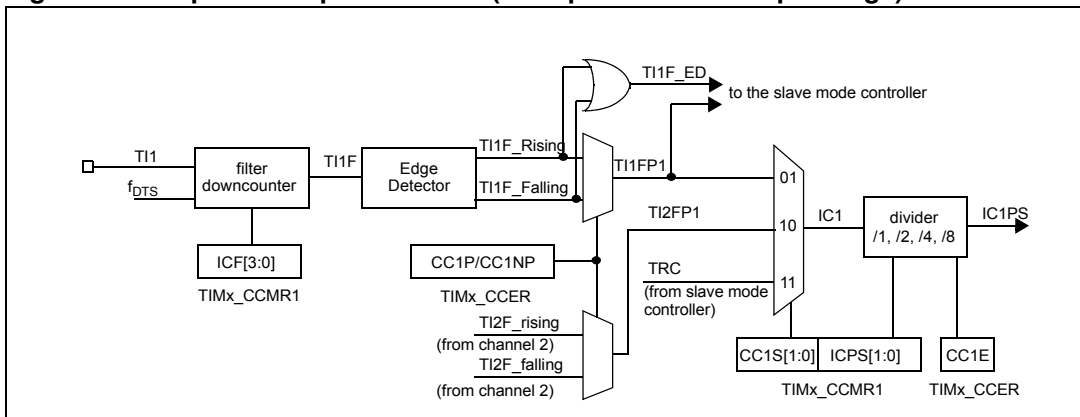 TI1F_ED
to the slave mode controller
TI1
TI1F
TI1F_Rising
TI1F_Falling
TI1FP1
f_DTS
filter
downcounter
Edge
Detector
01
TI2FP1
10
IC1
divider
/1, /2, /4, /8
IC1PS
ICF[3:0]
TIMx_CCMR1
CC1P/CC1NP
TIMx_CCER
TRC
11
(from slave mode
controller)
TI2F_rising
(from channel 2)
TI2F_falling
(from channel 2)
CC1S[1:0] ICPS[1:0]
CC1E
TIMx_CCMR1
TIMx_CCER